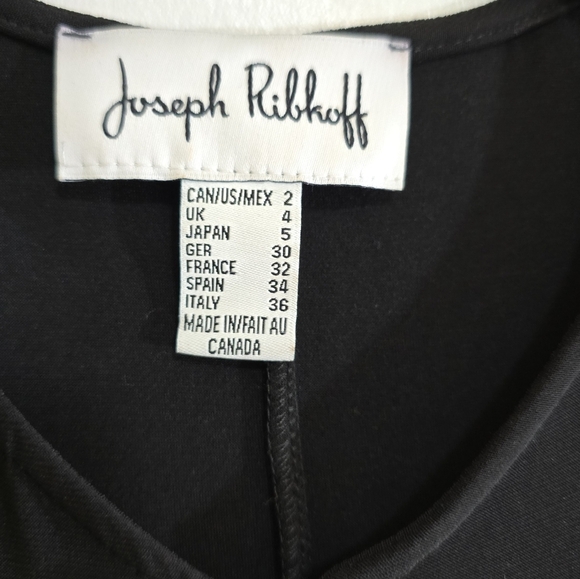 Joseph Ribkoff
CAN/US/MEX 2
UK 4
JAPAN 5
GER 30
FRANCE 32
SPAIN 34
ITALY 36
MADE IN/FAIT AU
CANADA